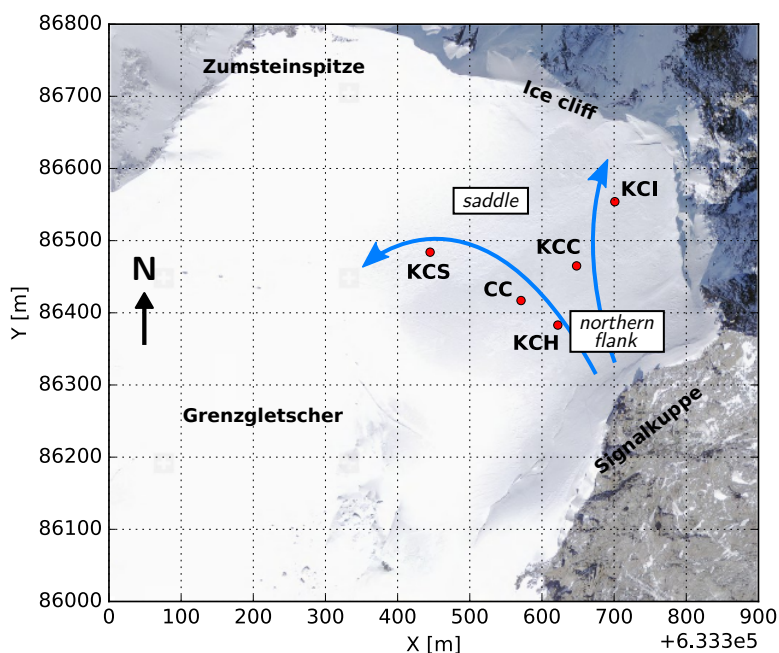 86800
86700
86600
86500
86400
86300
86200
86100
86000
Y [m]
Zumsteinspitze
Ice cliff
KCI
saddle
KCC
KCS
N
CC
KCH
northern
flank
Grenzgletscher
Signalkuppe
0 100 200 300 400 500 600 700 800 900
X [m]
+6.333e5